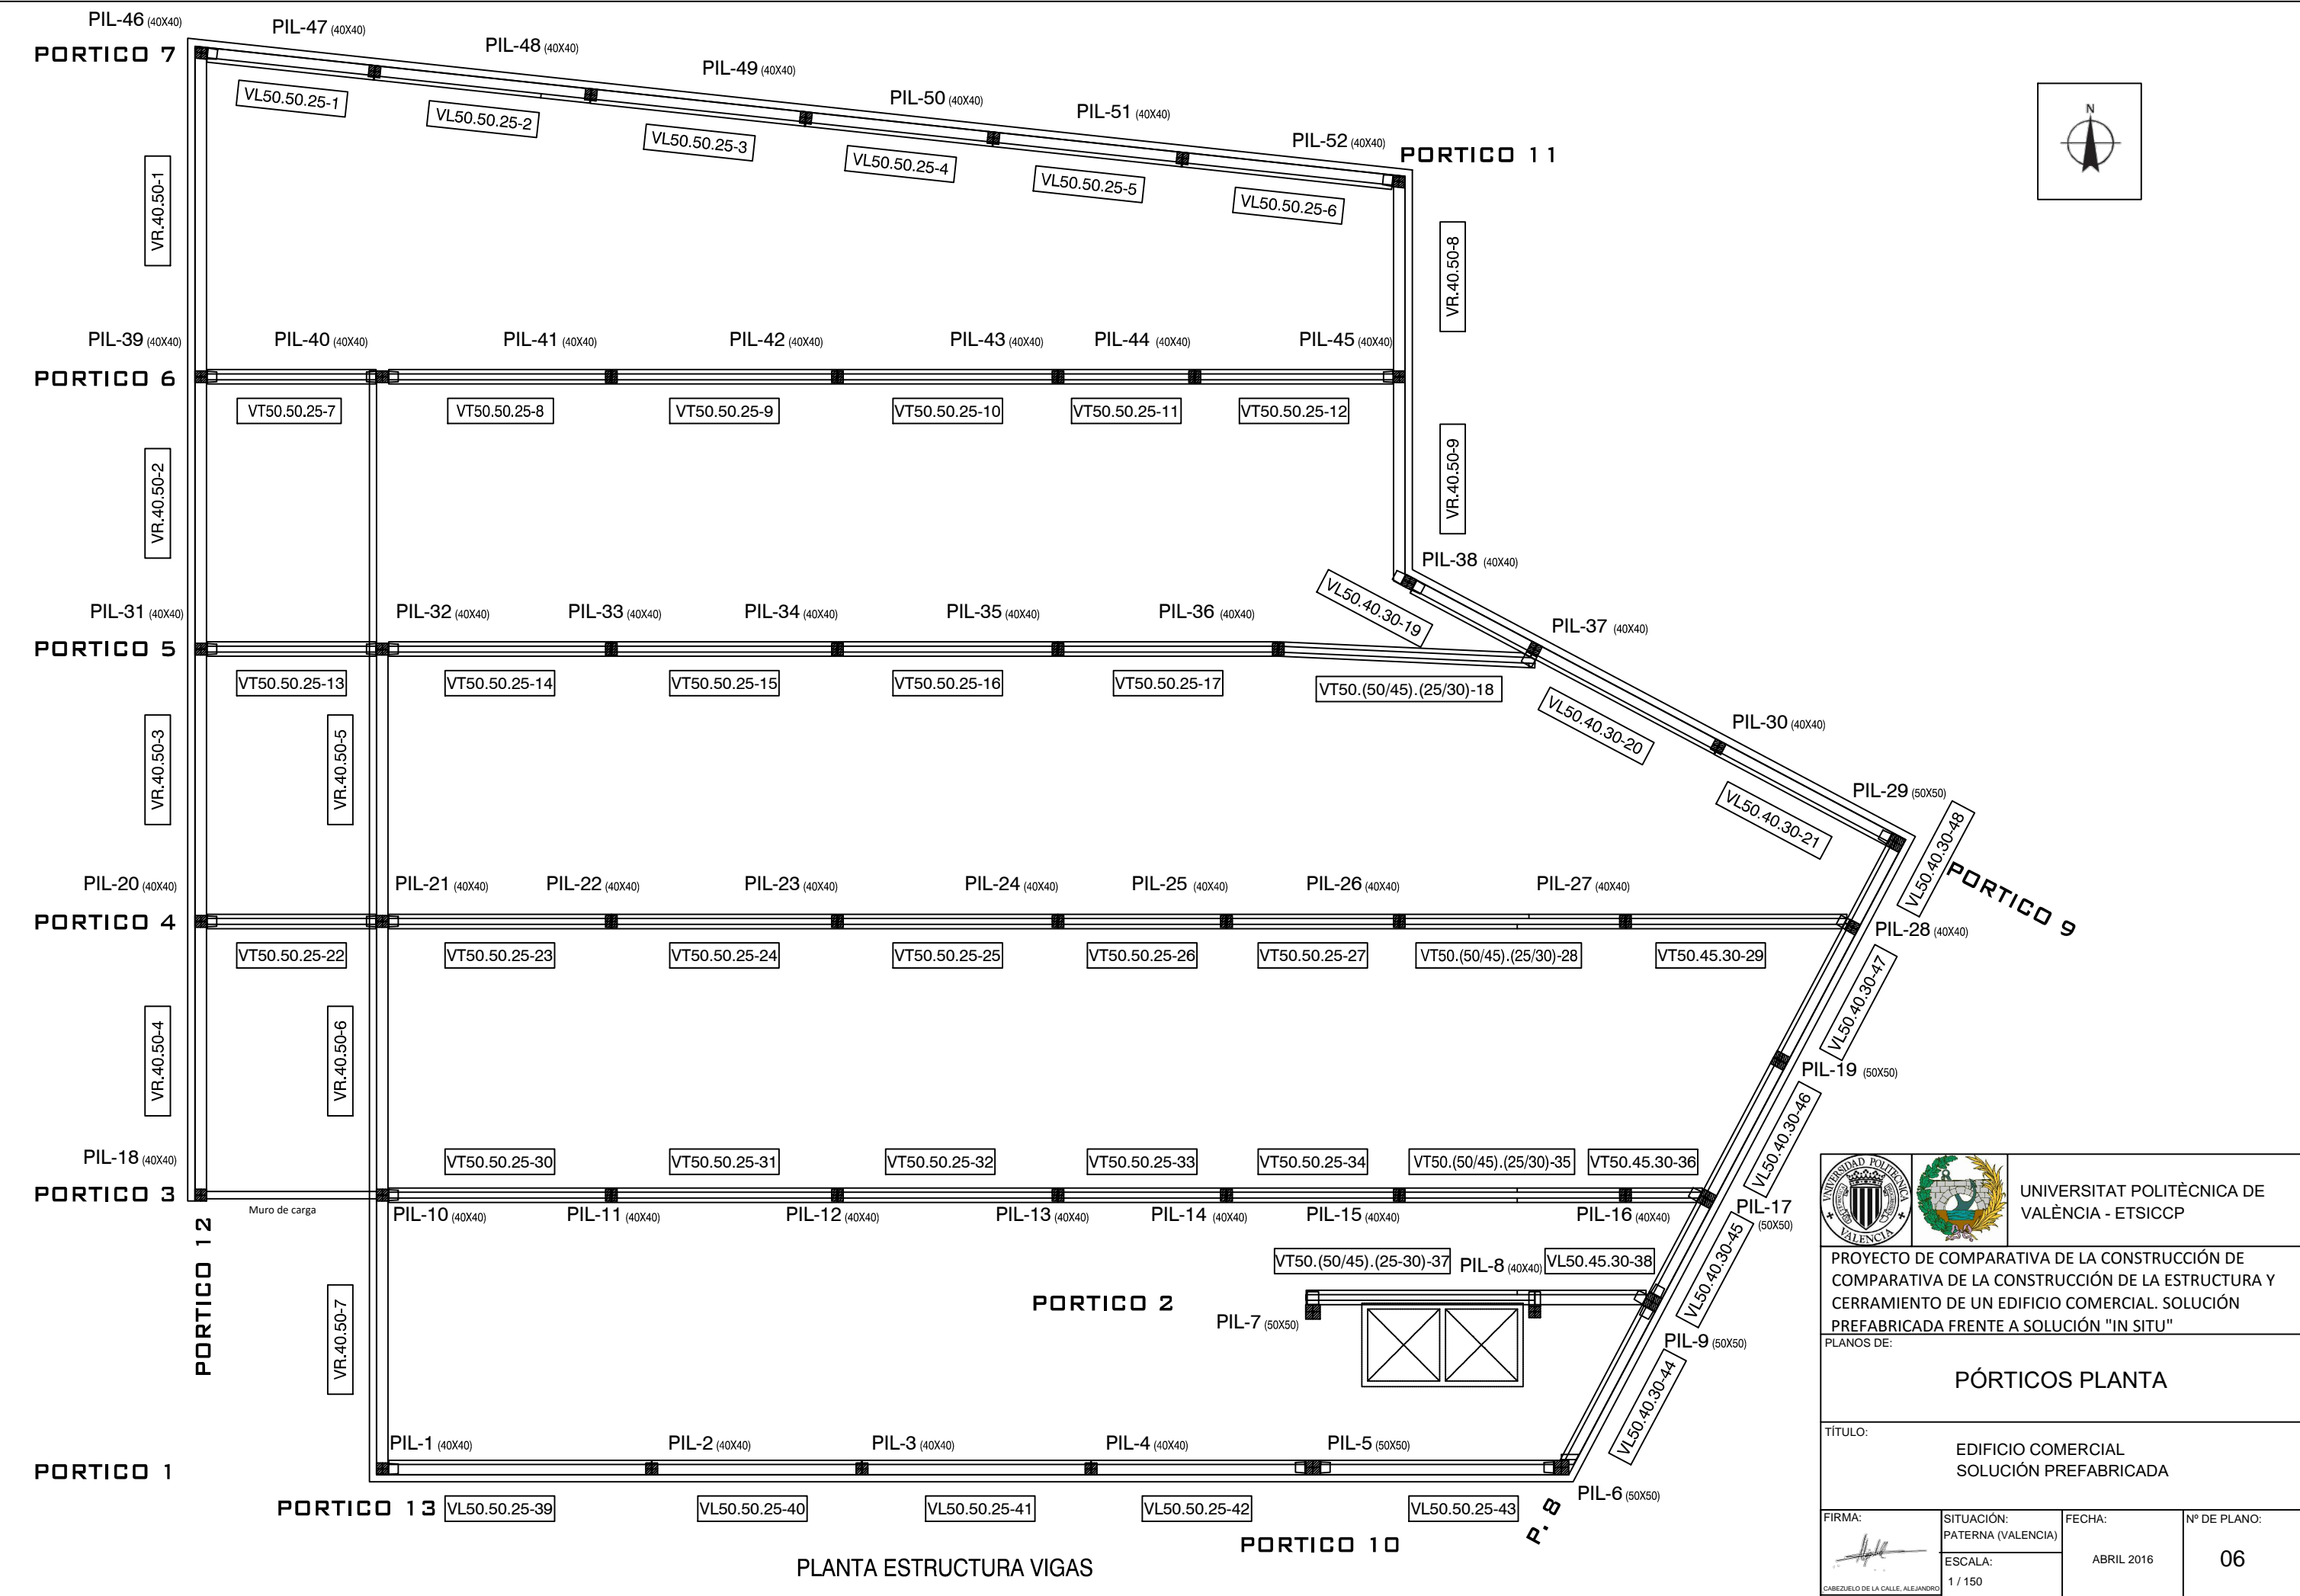 PIL-46 (40X40)
PIL-47 (40X40)
PIL-48 (40X40)
PIL-49 (40X40)
PIL-50 (40X40)
PIL-51 (40X40)
PIL-52 (40X40)
PORTICO 7
PORTICO 11
N
VL50.50.25-1
VL50.50.25-2
VL50.50.25-3
VL50.50.25-4
VL50.50.25-5
VL50.50.25-6
VR.40.50-1
VR.40.50-8
PIL-39 (40X40)
PIL-40 (40X40)
PIL-41 (40X40)
PIL-42 (40X40)
PIL-43 (40X40)
PIL-44 (40X40)
PIL-45 (40X40)
PORTICO 6
VT50.50.25-7
VT50.50.25-8
VT50.50.25-9
VT50.50.25-10
VT50.50.25-11
VT50.50.25-12
VR.40.50-2
VR.40.50-9
PIL-38 (40X40)
VL50.40.30-19
PIL-31 (40X40)
PIL-32 (40X40)
PIL-33 (40X40)
PIL-34 (40X40)
PIL-35 (40X40)
PIL-36 (40X40)
PIL-37 (40X40)
PORTICO 5
VT50.50.25-13
VT50.50.25-14
VT50.50.25-15
VT50.50.25-16
VT50.50.25-17
VT50.(50/45).(25/30)-18
VL50.40.30-20
PIL-30 (40X40)
VR.40.50-3
VR.40.50-5
VL50.40.30-21
PIL-29 (50X50)
VL50.40.30-48
PORTICO 9
PIL-20 (40X40)
PIL-21 (40X40)
PIL-22 (40X40)
PIL-23 (40X40)
PIL-24 (40X40)
PIL-25 (40X40)
PIL-26 (40X40)
PIL-27 (40X40)
PIL-28 (40X40)
PORTICO 4
VT50.50.25-22
VT50.50.25-23
VT50.50.25-24
VT50.50.25-25
VT50.50.25-26
VT50.50.25-27
VT50.(50/45).(25/30)-28
VT50.45.30-29
VL50.40.30-47
VR.40.50-4
VR.40.50-6
PIL-19 (50X50)
VL50.40.30-46
PIL-18 (40X40)
VT50.50.25-30
VT50.50.25-31
VT50.50.25-32
VT50.50.25-33
VT50.50.25-34
VT50.(50/45).(25/30)-35
VT50.45.30-36
PORTICO 3
Muro de carga
PIL-10 (40X40)
PIL-11 (40X40)
PIL-12 (40X40)
PIL-13 (40X40)
PIL-14 (40X40)
PIL-15 (40X40)
PIL-16 (40X40)
PIL-17
(50X50)
PORTICO 12
VT50.(50/45).(25-30)-37
PIL-8 (40X40)
VL50.45.30-38
VL50.40.30-45
PORTICO 2
PIL-7 (50X50)
PIL-9 (50X50)
VR.40.50-7
VL50.40.30-44
PIL-1 (40X40)
PIL-2 (40X40)
PIL-3 (40X40)
PIL-4 (40X40)
PIL-5 (50X50)
PORTICO 1
PIL-6 (50X50)
PORTICO 13
VL50.50.25-39
VL50.50.25-40
VL50.50.25-41
VL50.50.25-42
VL50.50.25-43
P. 8
PORTICO 10
PLANTA ESTRUCTURA VIGAS
UNIVERSIDAD POLITECNICA
VALENCIA
UNIVERSITAT POLITÈCNICA DE
VALÈNCIA - ETSICCP
PROYECTO DE COMPARATIVA DE LA CONSTRUCCIÓN DE
COMPARATIVA DE LA CONSTRUCCIÓN DE LA ESTRUCTURA Y
CERRAMIENTO DE UN EDIFICIO COMERCIAL. SOLUCIÓN
PREFABRICADA FRENTE A SOLUCIÓN "IN SITU"
PLANOS DE:
PÓRTICOS PLANTA
TÍTULO:
EDIFICIO COMERCIAL
SOLUCIÓN PREFABRICADA
FIRMA:
CABEZUELO DE LA CALLE, ALEJANDRO
SITUACIÓN:
PATERNA (VALENCIA)
ESCALA:
1 / 150
FECHA:
ABRIL 2016
Nº DE PLANO:
06